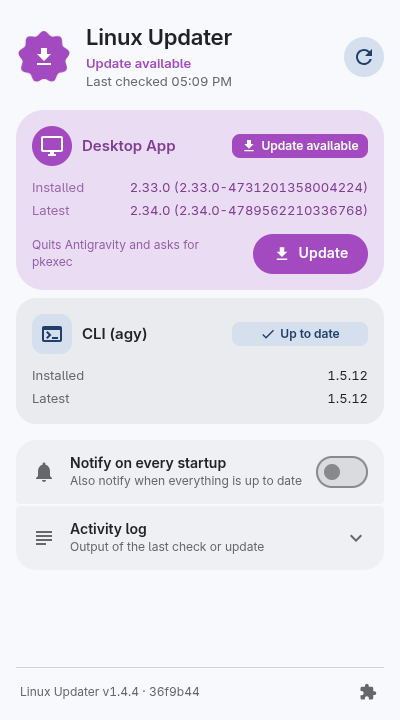 Linux Updater
Update available
Last checked 05:09 PM
Desktop App
Update available
Installed 2.33.0 (2.33.0-4731201358004224)
Latest 2.34.0 (2.34.0-4789562210336768)
Quits Antigravity and asks for
pkexec
Update
CLI (agy)
Up to date
Installed 1.5.12
Latest 1.5.12
Notify on every startup
Also notify when everything is up to date
Activity log
Output of the last check or update
Linux Updater v1.4.4 · 36f9b44